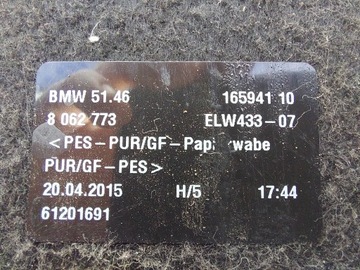 BMW 51.46 165941 10
8 062 773 ELW433-07
<PES-PUR/GF-Pap wabe
PUR/GF-PES>
20.04.2015 H/5 17:44
61201691